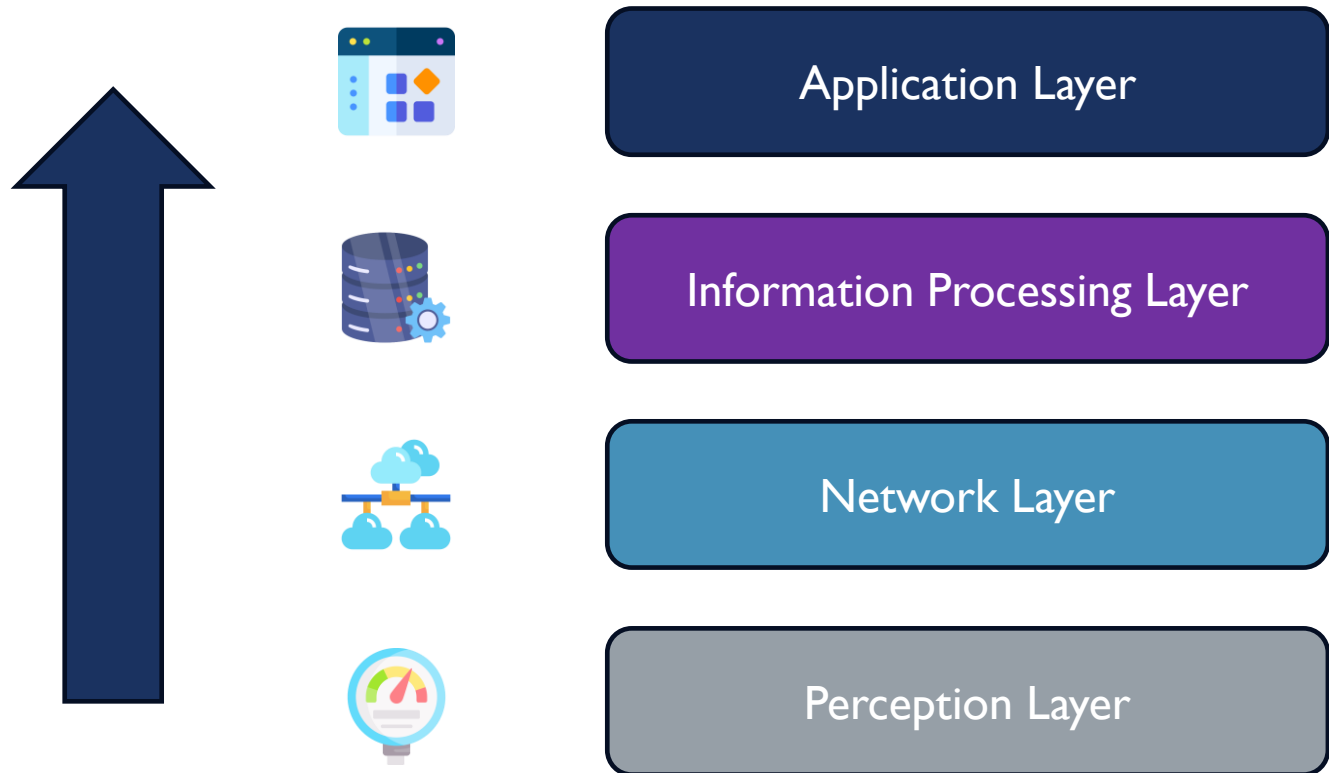 Application Layer
Information Processing Layer
Network Layer
Perception Layer